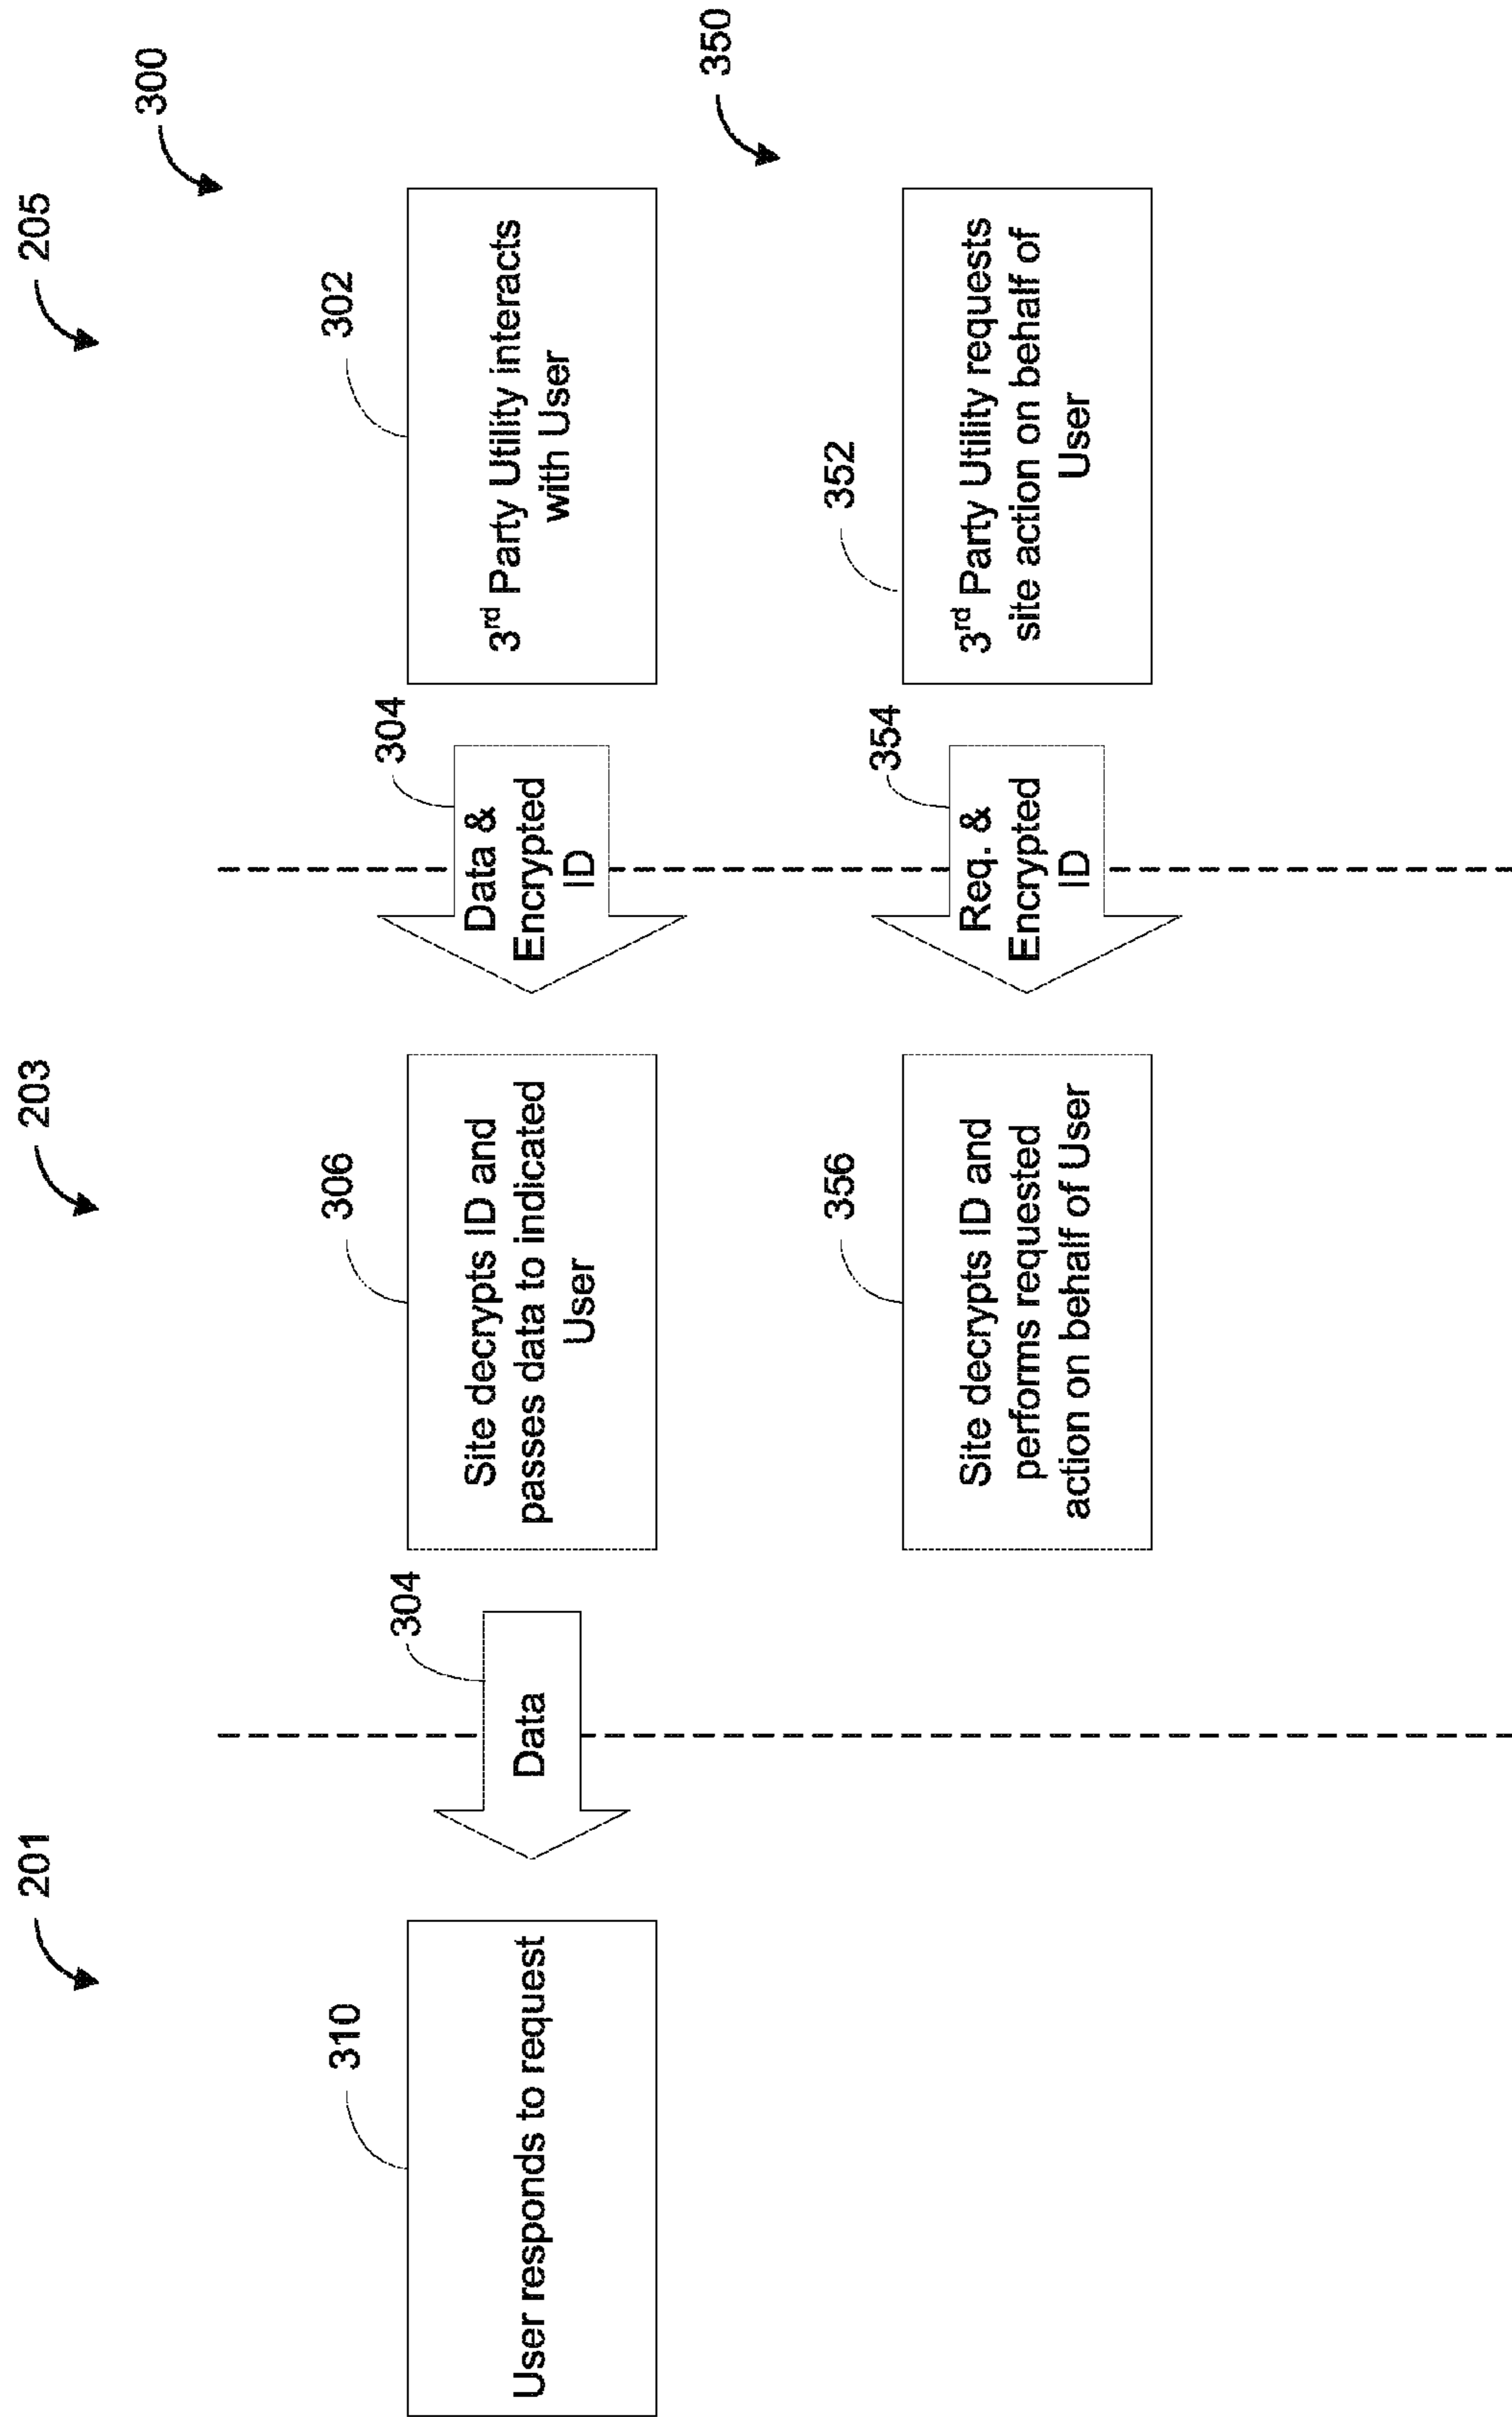 201
203
205
300
310
User responds to request
304
Data
306
Site decrypts ID and
passes data to indicated
User
304
Data &
Encrypted
ID
302
3rd Party Utility interacts
with User
350
356
Site decrypts ID and
performs requested
action on behalf of User
354
Req. &
Encrypted
ID
352
3rd Party Utility requests
site action on behalf of
User